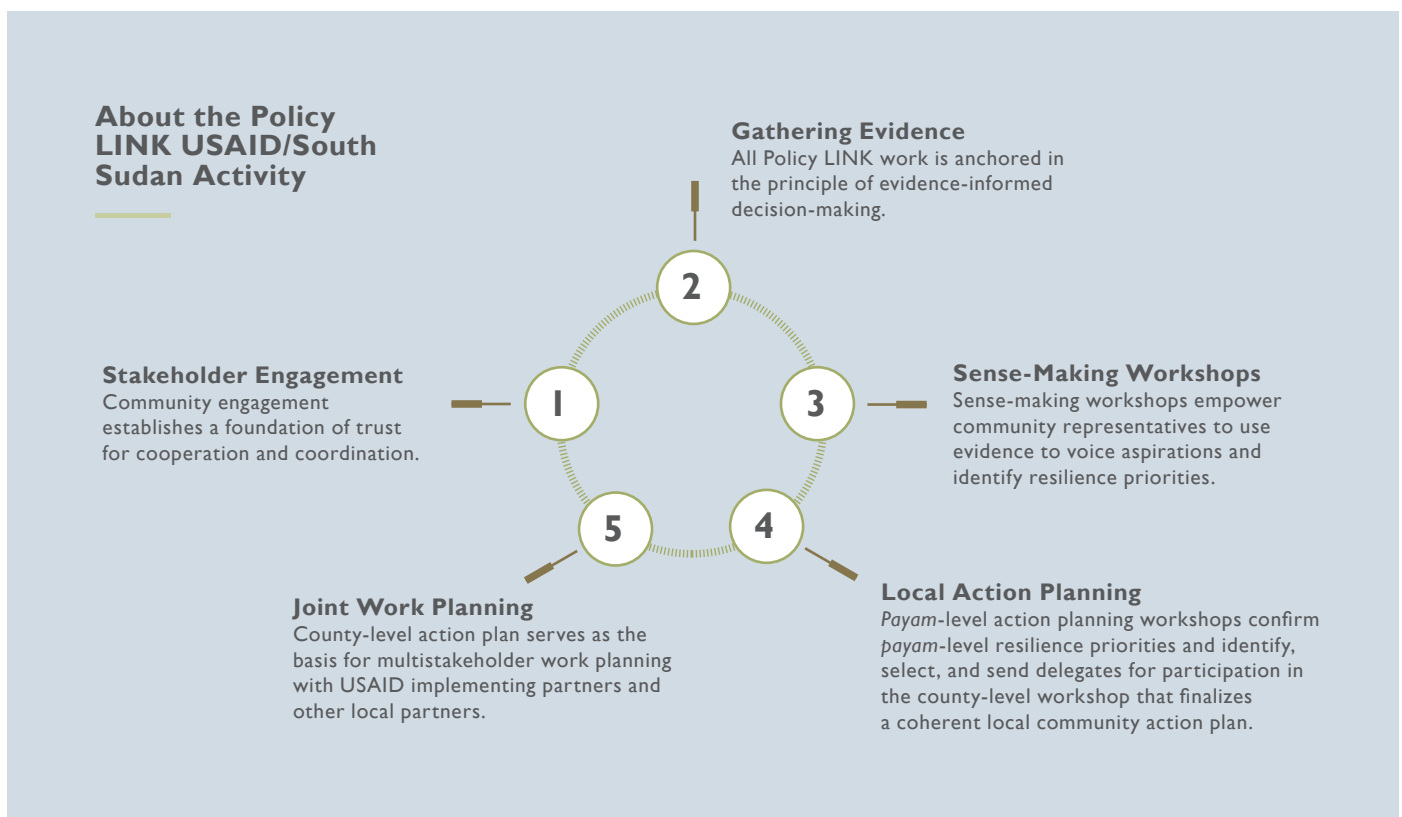 About the Policy
LINK USAID/South
Sudan Activity
1
Stakeholder Engagement
Community engagement
establishes a foundation of trust
for cooperation and coordination.
2
Gathering Evidence
All Policy LINK work is anchored in
the principle of evidence-informed
decision-making.
3
Sense-Making Workshops
Sense-making workshops empower
community representatives to use
evidence to voice aspirations and
identify resilience priorities.
4
Local Action Planning
Payam-level action planning workshops confirm
payam-level resilience priorities and identify,
select, and send delegates for participation in
the county-level workshop that finalizes
a coherent local community action plan.
5
Joint Work Planning
County-level action plan serves as the
basis for multistakeholder work planning
with USAID implementing partners and
other local partners.